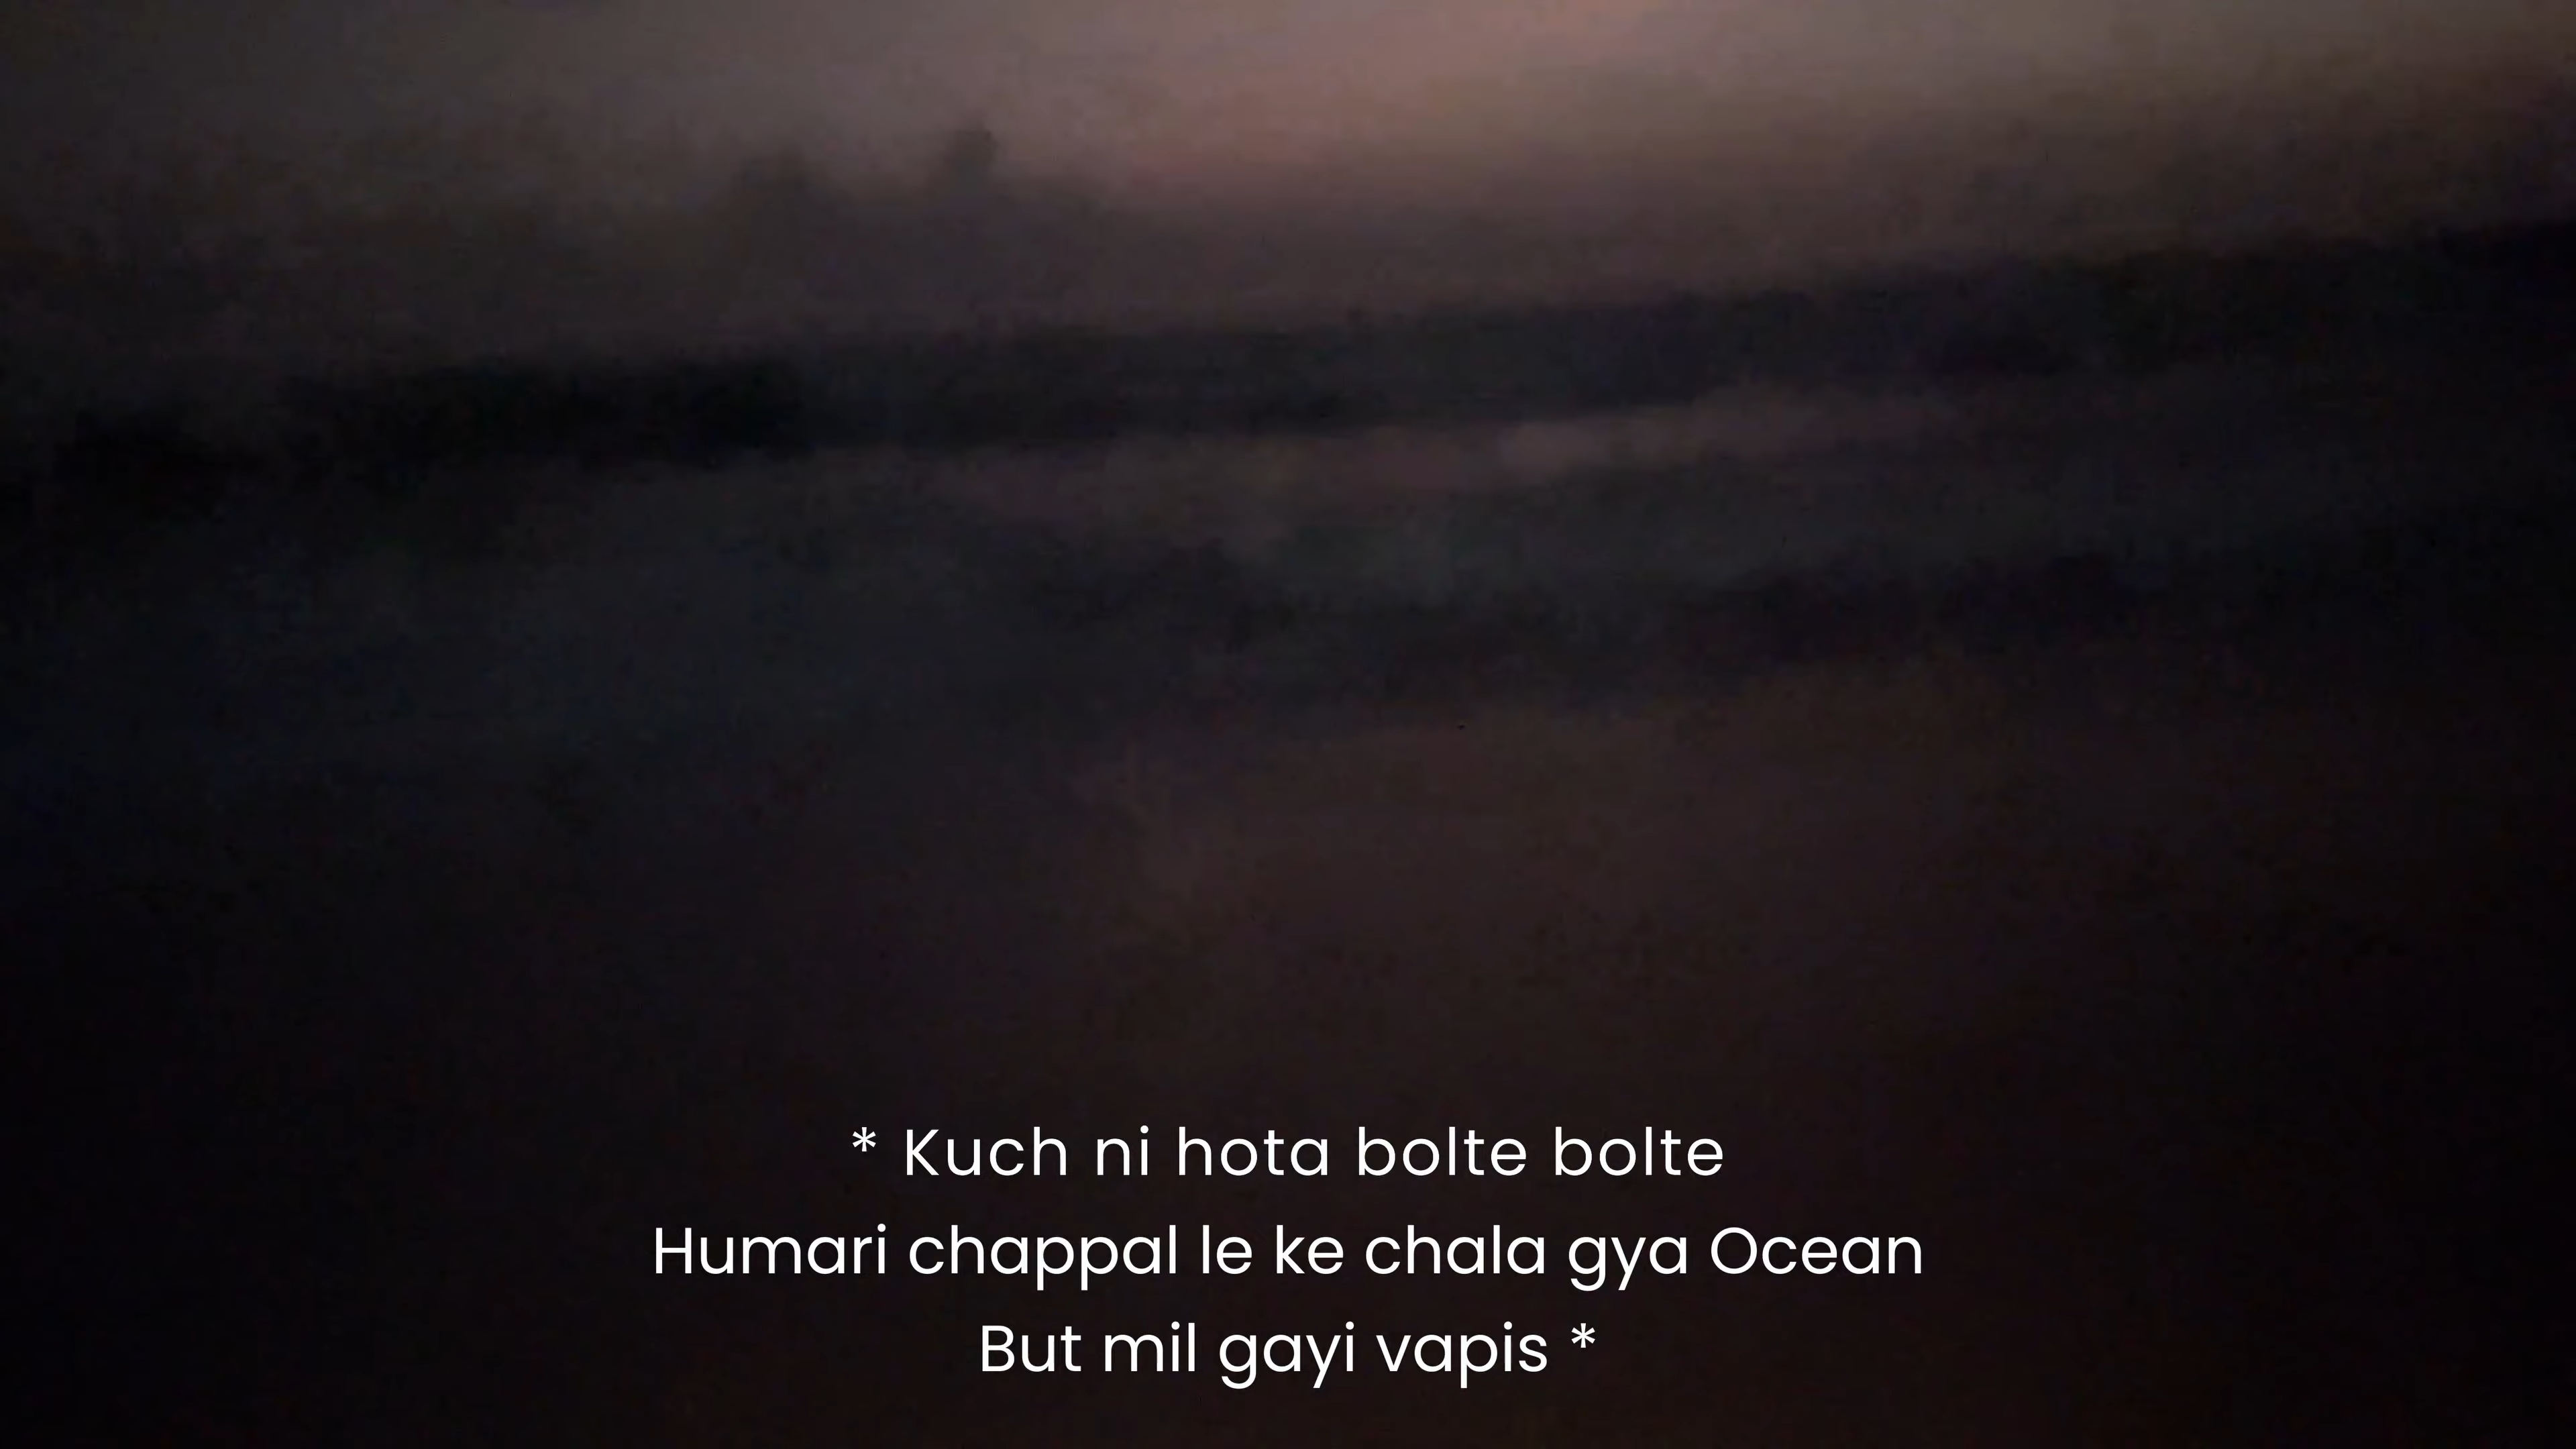 * Kuch ni hota bolte bolte
Humari chappal le ke chala gya Ocean
But mil gayi vapis *